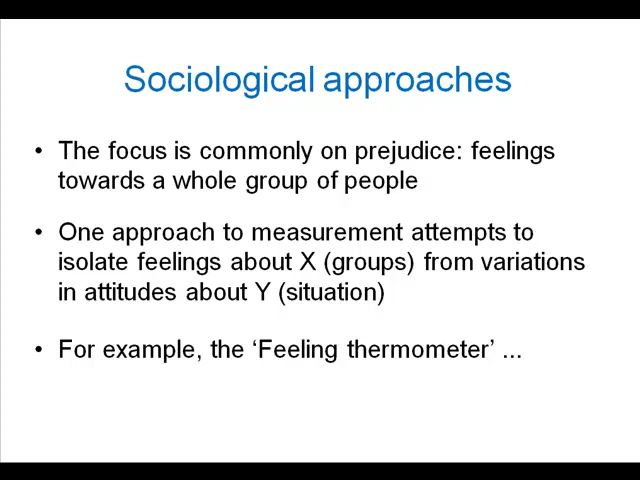 Sociological approaches
• The focus is commonly on prejudice: feelings
towards a whole group of people
• One approach to measurement attempts to
isolate feelings about X (groups) from variations
in attitudes about Y (situation)
• For example, the ‘Feeling thermometer’ ...